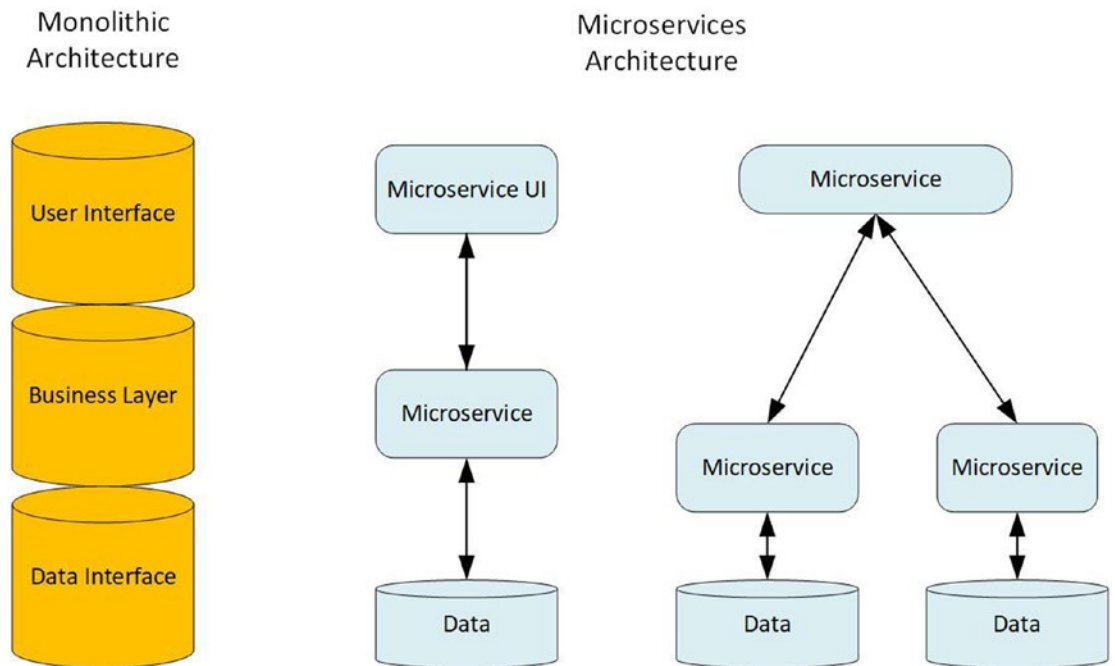 Monolithic
Architecture
Microservices
Architecture
User Interface
Business Layer
Data Interface
Microservice UI
Microservice
Data
Microservice
Microservice
Microservice
Data
Data